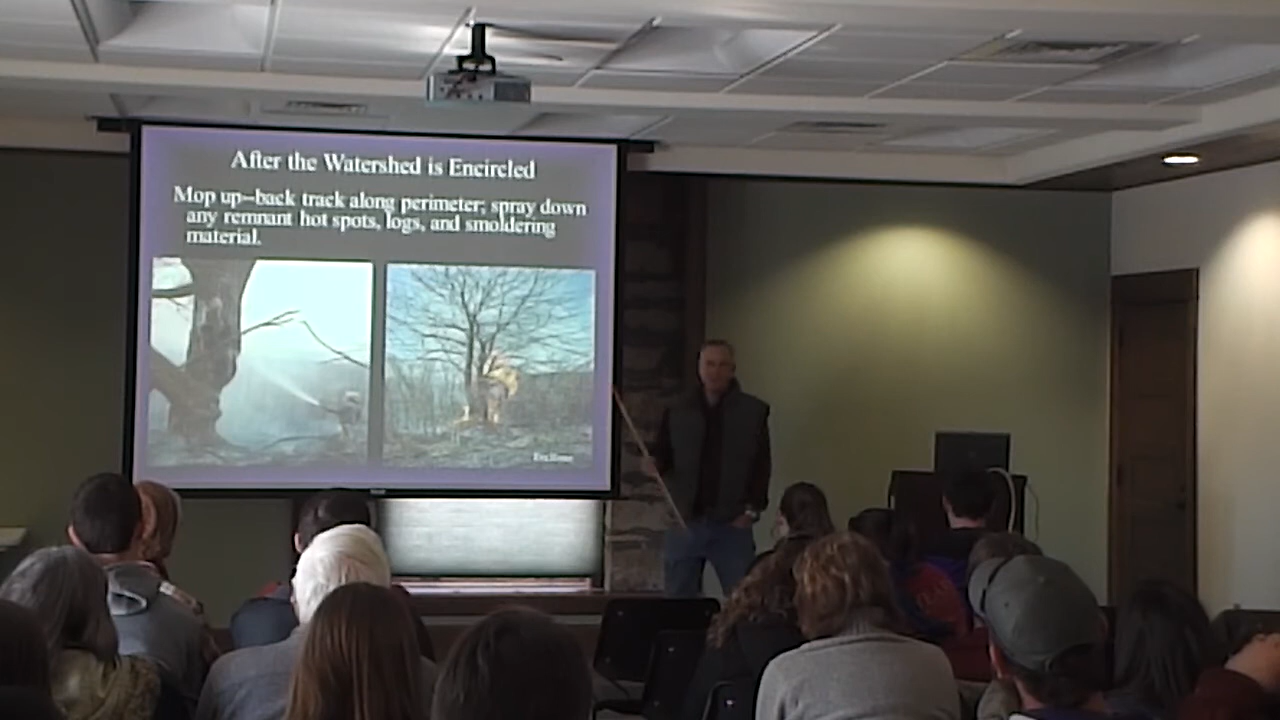 After the Watershed is Encircled
Mop up–back track along perimeter; spray down
any remnant hot spots, logs, and smoldering
material.